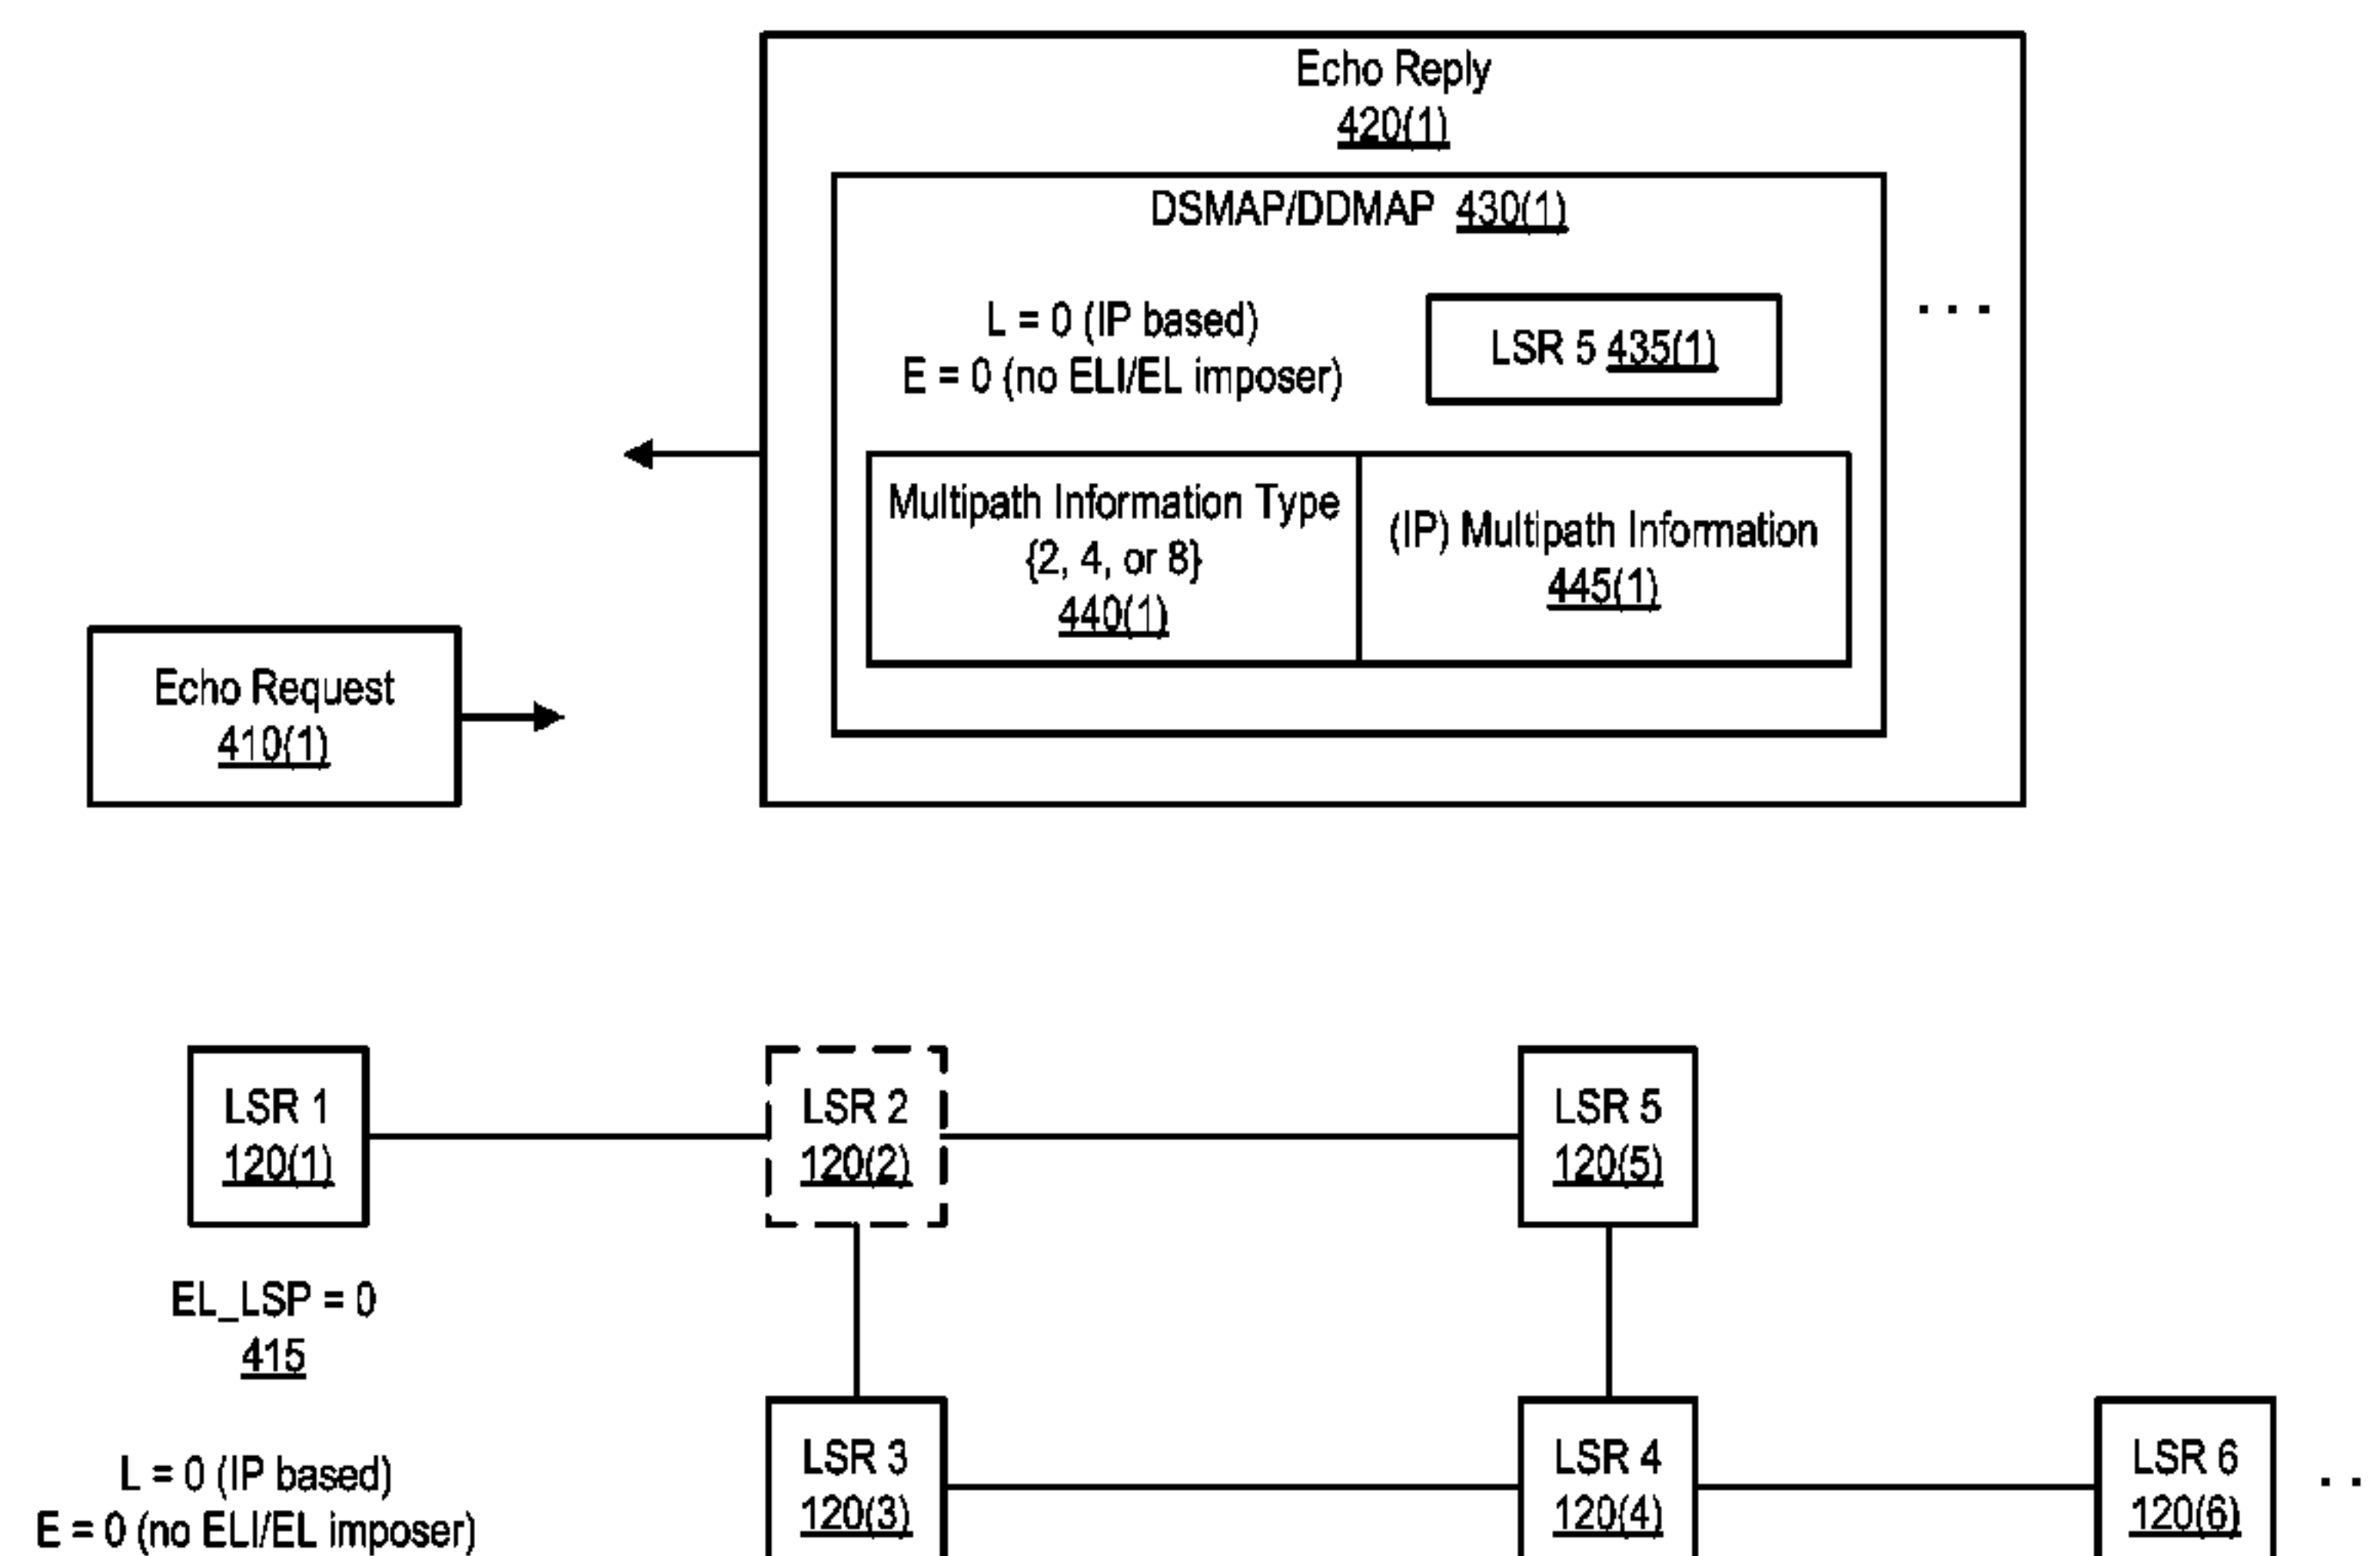 Echo Reply
420(1)
DSMAP/DDMAP 430(1)
L = 0 (IP based)
E = 0 (no ELI/EL imposer)
LSR 5 435(1)
. . .
Multipath Information Type
{2, 4, or 8}
440(1)
(IP) Multipath Information
445(1)
Echo Request
410(1)
LSR 1
120(1)
LSR 2
120(2)
LSR 5
120(5)
EL_LSP = 0
415
L = 0 (IP based)
E = 0 (no ELI/EL imposer)
LSR 3
120(3)
LSR 4
120(4)
LSR 6
120(6)
. .